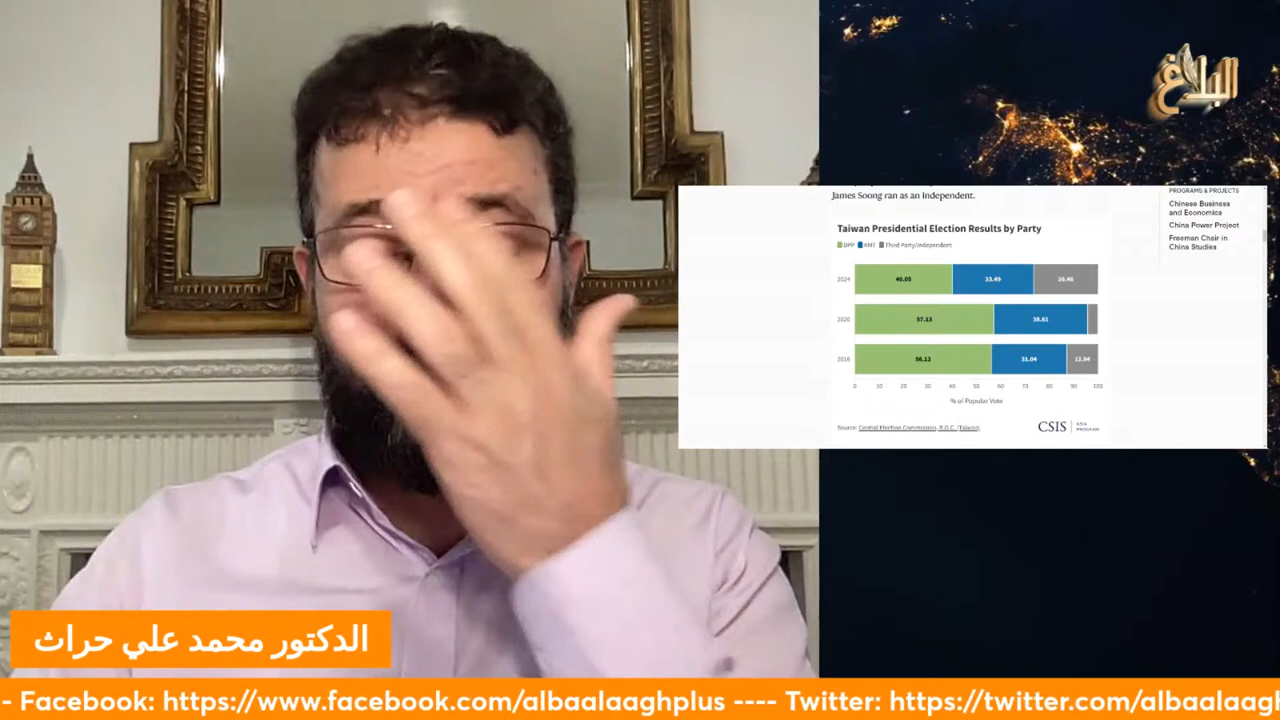 البلاغ
James Soong ran as an independent.
PROGRAMS & PROJECTS
Chinese Business
and Economics
China Power Project
Freeman Chair in
China Studies
Taiwan Presidential Election Results by Party
DPP KMT Third Party/Independent
2024 40.05 33.49 26.46
2020 57.13 38.61
2016 56.12 31.04 12.84
0 10 20 30 40 50 60 70 80 90 100
% of Popular Vote
Source: Central Election Commission, R.O.C. (Taiwan).
CSIS ASIA
PROGRAM
الدكتور محمد علي حراث
- Facebook: https://www.facebook.com/albaalaaghplus ---- Twitter: https://twitter.com/albaalaagh